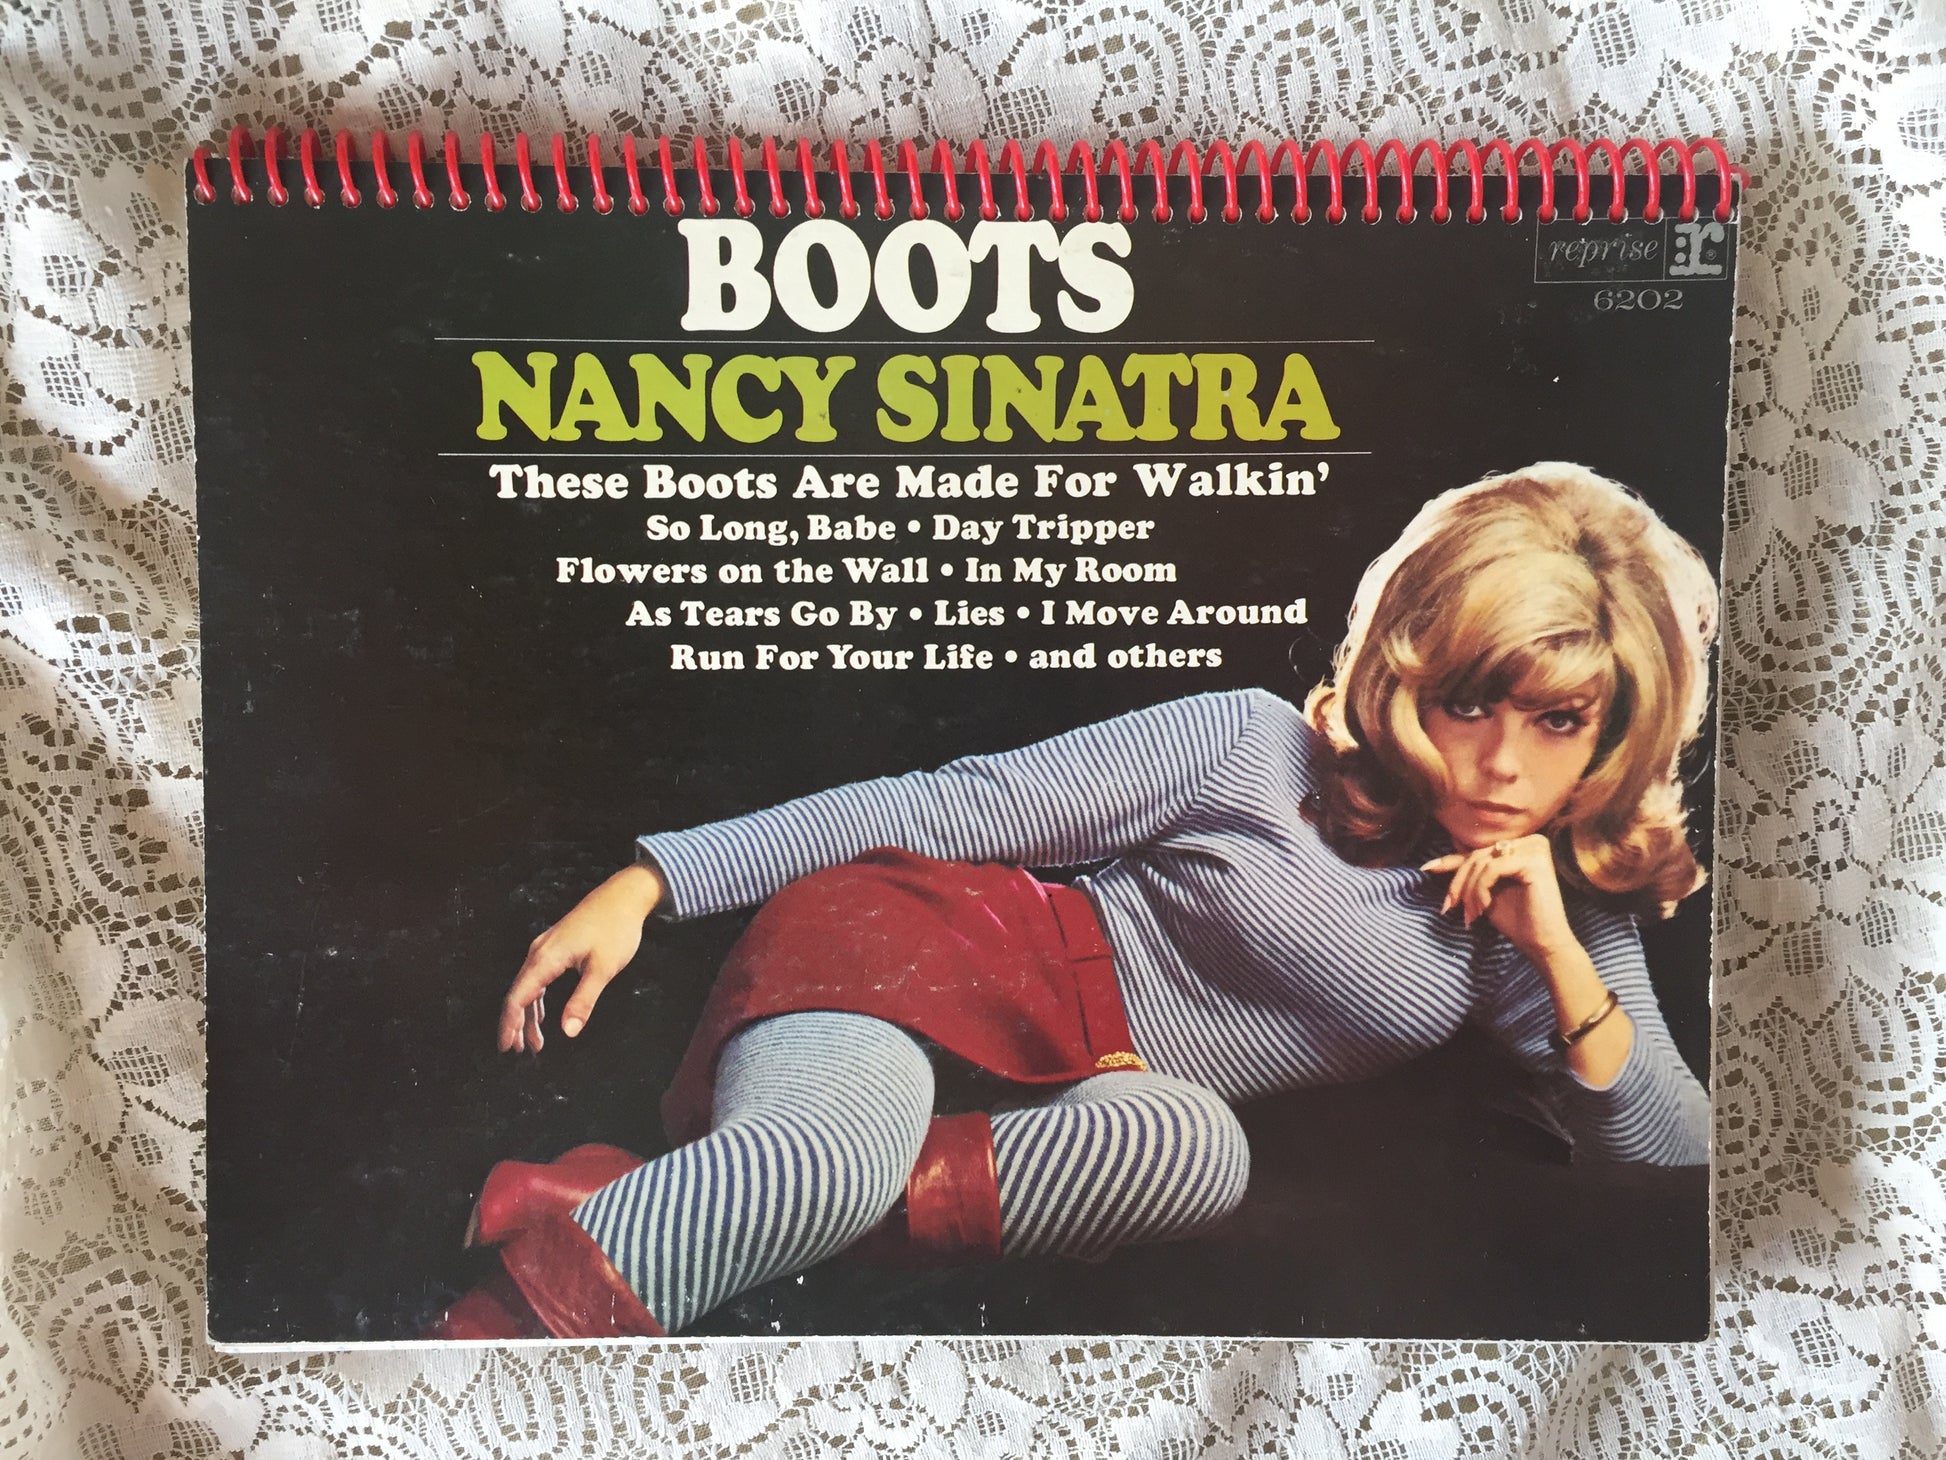 BOOTS
reprise r®
6202
NANCY SINATRA
These Boots Are Made For Walkin’
So Long, Babe • Day Tripper
Flowers on the Wall • In My Room
As Tears Go By • Lies • I Move Around
Run For Your Life • and others